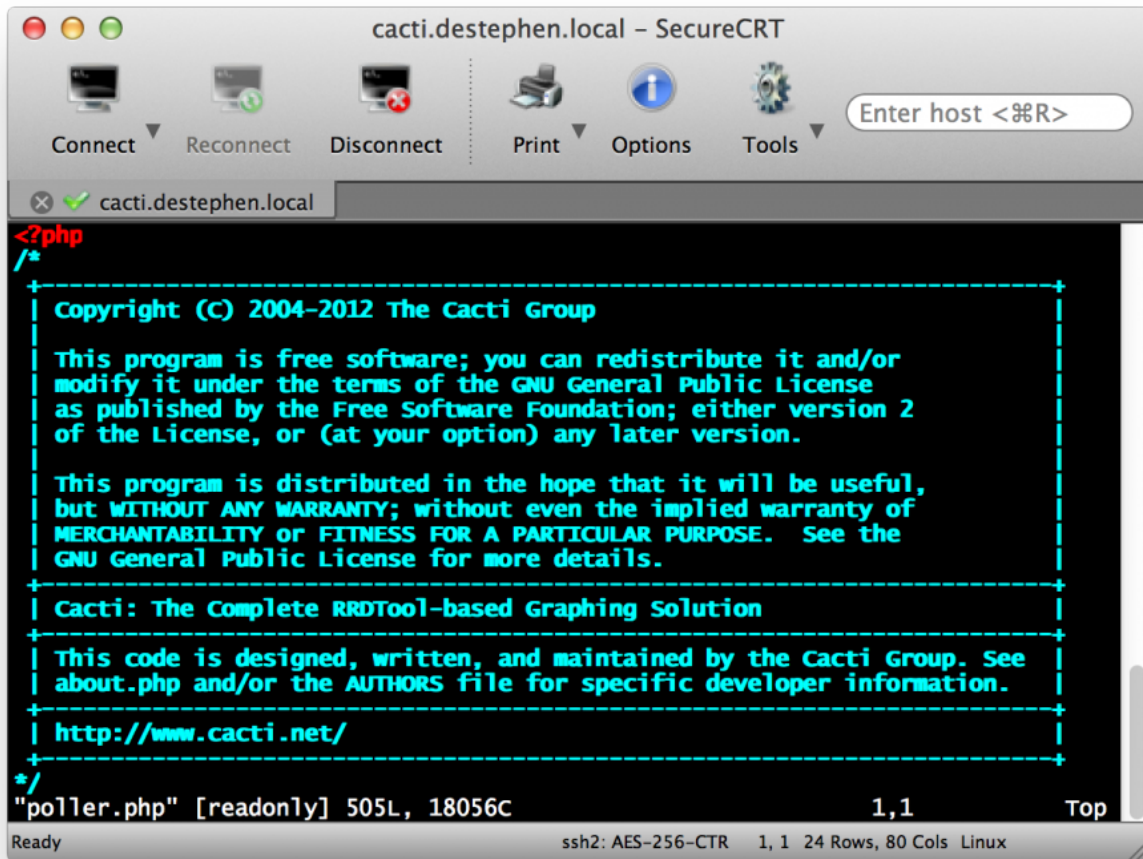 cacti.destephen.local – SecureCRT
Connect Reconnect Disconnect Print Options Tools Enter host <⌘R>
cacti.destephen.local
<?php
/*
+-------------------------------------------------------------------------+
| Copyright (C) 2004-2012 The Cacti Group                                 |
|                                                                         |
| This program is free software; you can redistribute it and/or           |
| modify it under the terms of the GNU General Public License             |
| as published by the Free Software Foundation; either version 2          |
| of the License, or (at your option) any later version.                  |
|                                                                         |
| This program is distributed in the hope that it will be useful,         |
| but WITHOUT ANY WARRANTY; without even the implied warranty of          |
| MERCHANTABILITY or FITNESS FOR A PARTICULAR PURPOSE.  See the           |
| GNU General Public License for more details.                            |
+-------------------------------------------------------------------------+
| Cacti: The Complete RRDTool-based Graphing Solution                     |
+-------------------------------------------------------------------------+
| This code is designed, written, and maintained by the Cacti Group. See  |
| about.php and/or the AUTHORS file for specific developer information.   |
+-------------------------------------------------------------------------+
| http://www.cacti.net/                                                   |
+-------------------------------------------------------------------------+
*/
"poller.php" [readonly] 505L, 18056C 1,1 Top
Ready ssh2: AES-256-CTR 1, 1 24 Rows, 80 Cols Linux